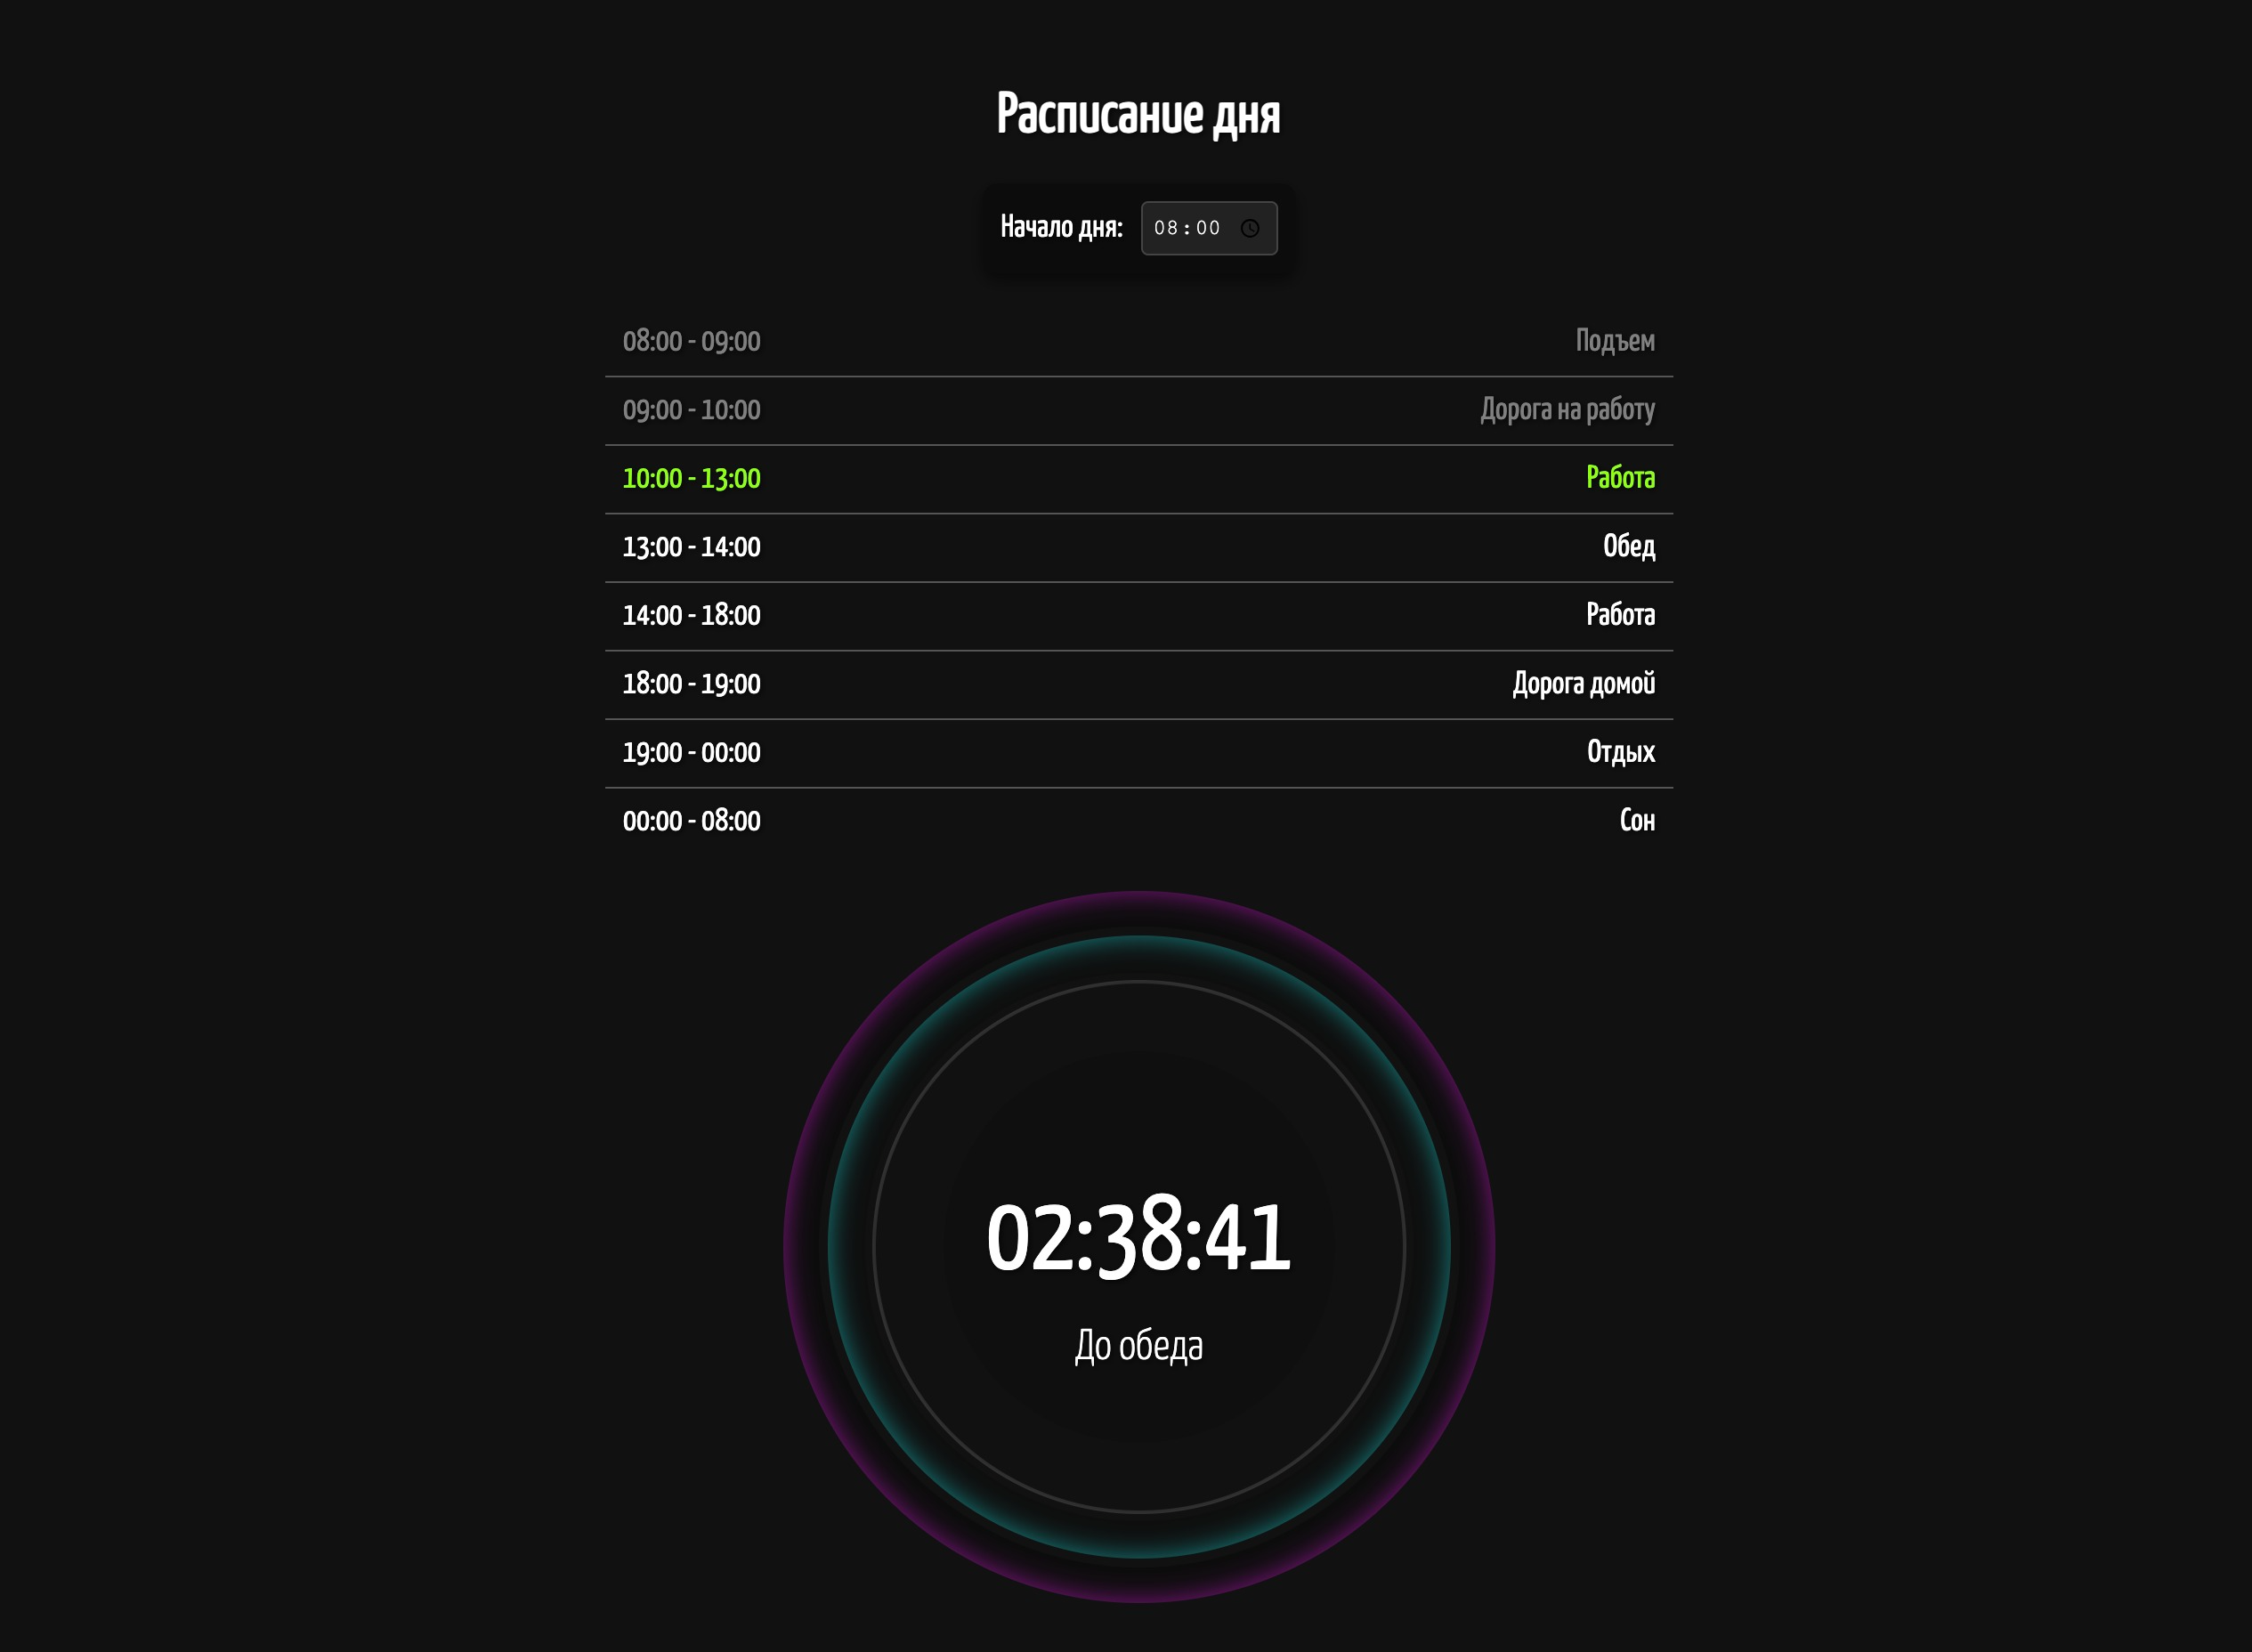 Расписание дня
Начало дня: 08:00
08:00 - 09:00 Подъем
09:00 - 10:00 Дорога на работу
10:00 - 13:00 Работа
13:00 - 14:00 Обед
14:00 - 18:00 Работа
18:00 - 19:00 Дорога домой
19:00 - 00:00 Отдых
00:00 - 08:00 Сон
02:38:41
До обеда